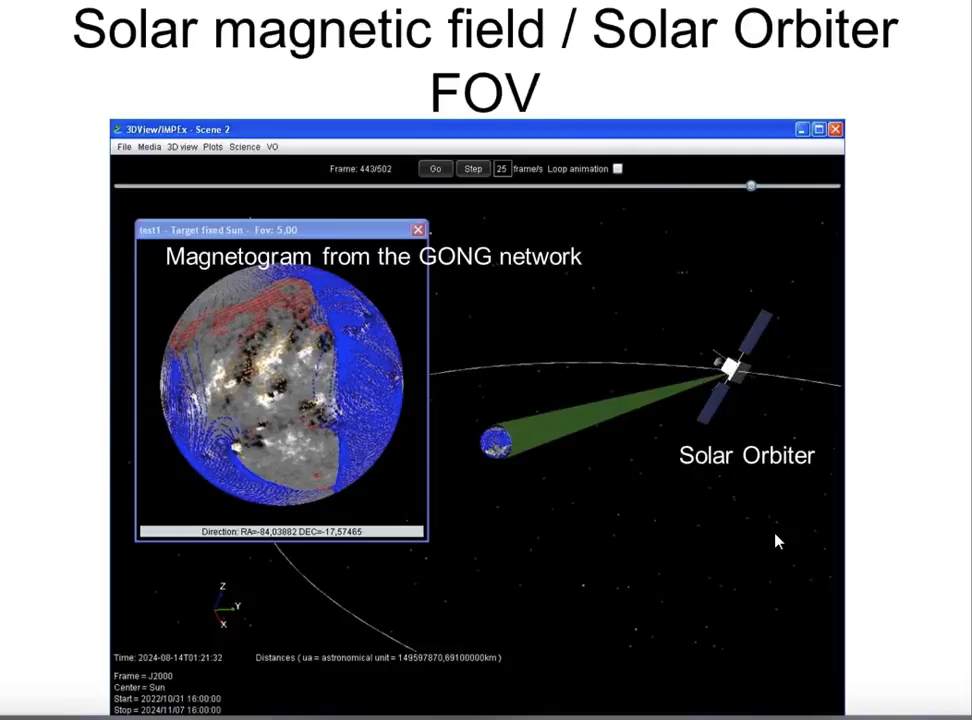 Solar magnetic field / Solar Orbiter
FOV
3DView/IMPEx - Scene 2
File Media 3D view Plots Science VO
Frame: 443/502 Go Step 25 frame/s Loop animation
test1 - Target fixed Sun - Fov: 5,00
Magnetogram from the GONG network
Solar Orbiter
Direction: RA=-84,03882 DEC=-17,57465
Z
Y
X
Time: 2024-08-14T01:21:32 Distances ( ua = astronomical unit = 149597870,69100000km )
Frame = J2000
Center = Sun
Start = 2022/10/31 16:00:00
Stop = 2024/11/07 16:00:00